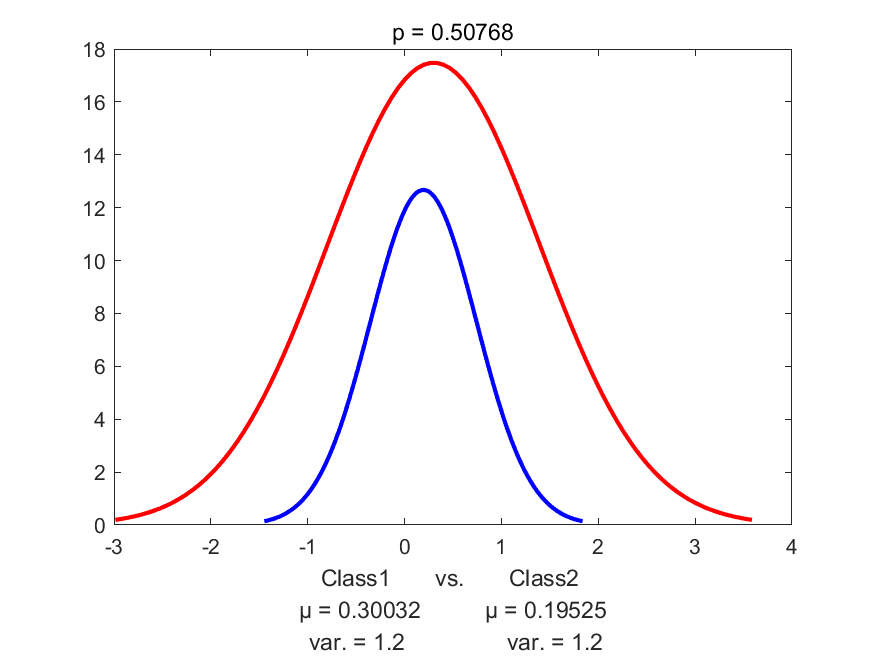 p = 0.50768
18
16
14
12
10
8
6
4
2
0
-3 -2 -1 0 1 2 3 4
Class1 vs. Class2
μ = 0.30032 μ = 0.19525
var. = 1.2 var. = 1.2